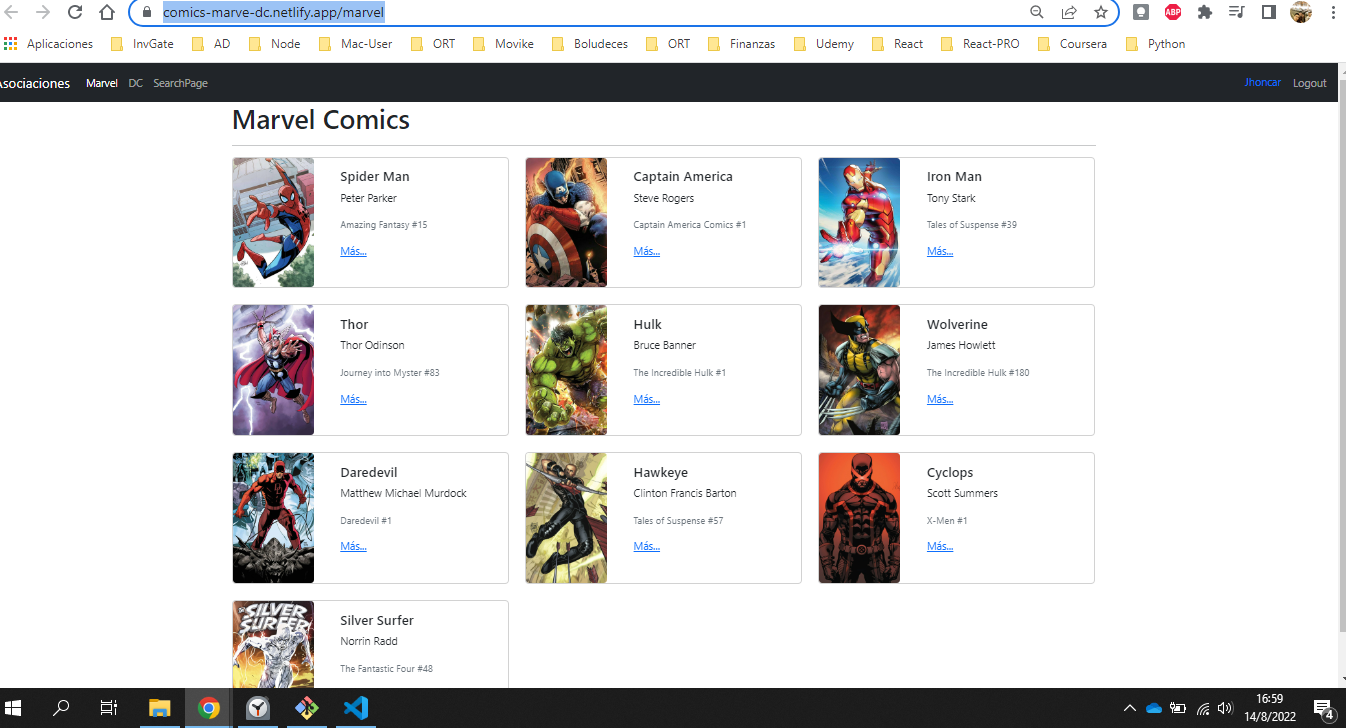 comics-marve-dc.netlify.app/marvel
ABP
Aplicaciones InvGate AD Node Mac-User ORT Movike Boludeces ORT Finanzas Udemy React React-PRO Coursera Python
Asociaciones Marvel DC SearchPage Jhoncar Logout
Marvel Comics
Spider Man
Peter Parker
Amazing Fantasy #15
Más...
Captain America
Steve Rogers
Captain America Comics #1
Más...
Iron Man
Tony Stark
Tales of Suspense #39
Más...
Thor
Thor Odinson
Journey into Myster #83
Más...
Hulk
Bruce Banner
The Incredible Hulk #1
Más...
Wolverine
James Howlett
The Incredible Hulk #180
Más...
Daredevil
Matthew Michael Murdock
Daredevil #1
Más...
Hawkeye
Clinton Francis Barton
Tales of Suspense #57
Más...
Cyclops
Scott Summers
X-Men #1
Más...
SILVER
SURFER
Silver Surfer
Norrin Radd
The Fantastic Four #48
16:59
14/8/2022
4